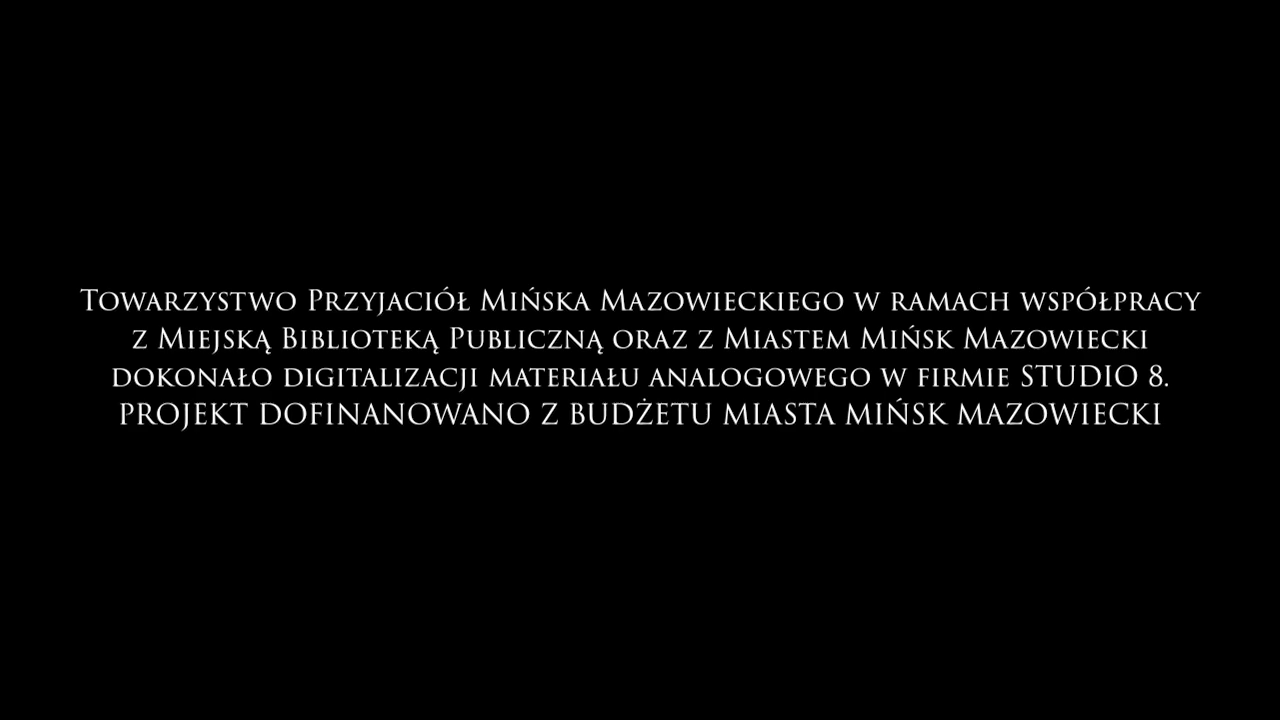 Towarzystwo Przyjaciół Mińska Mazowieckiego w ramach współpracy
z Miejską Biblioteką Publiczną oraz z Miastem Mińsk Mazowiecki
dokonało digitalizacji materiału analogowego w firmie STUDIO 8.
PROJEKT DOFINANOWANO Z BUDŻETU MIASTA MIŃSK MAZOWIECKI